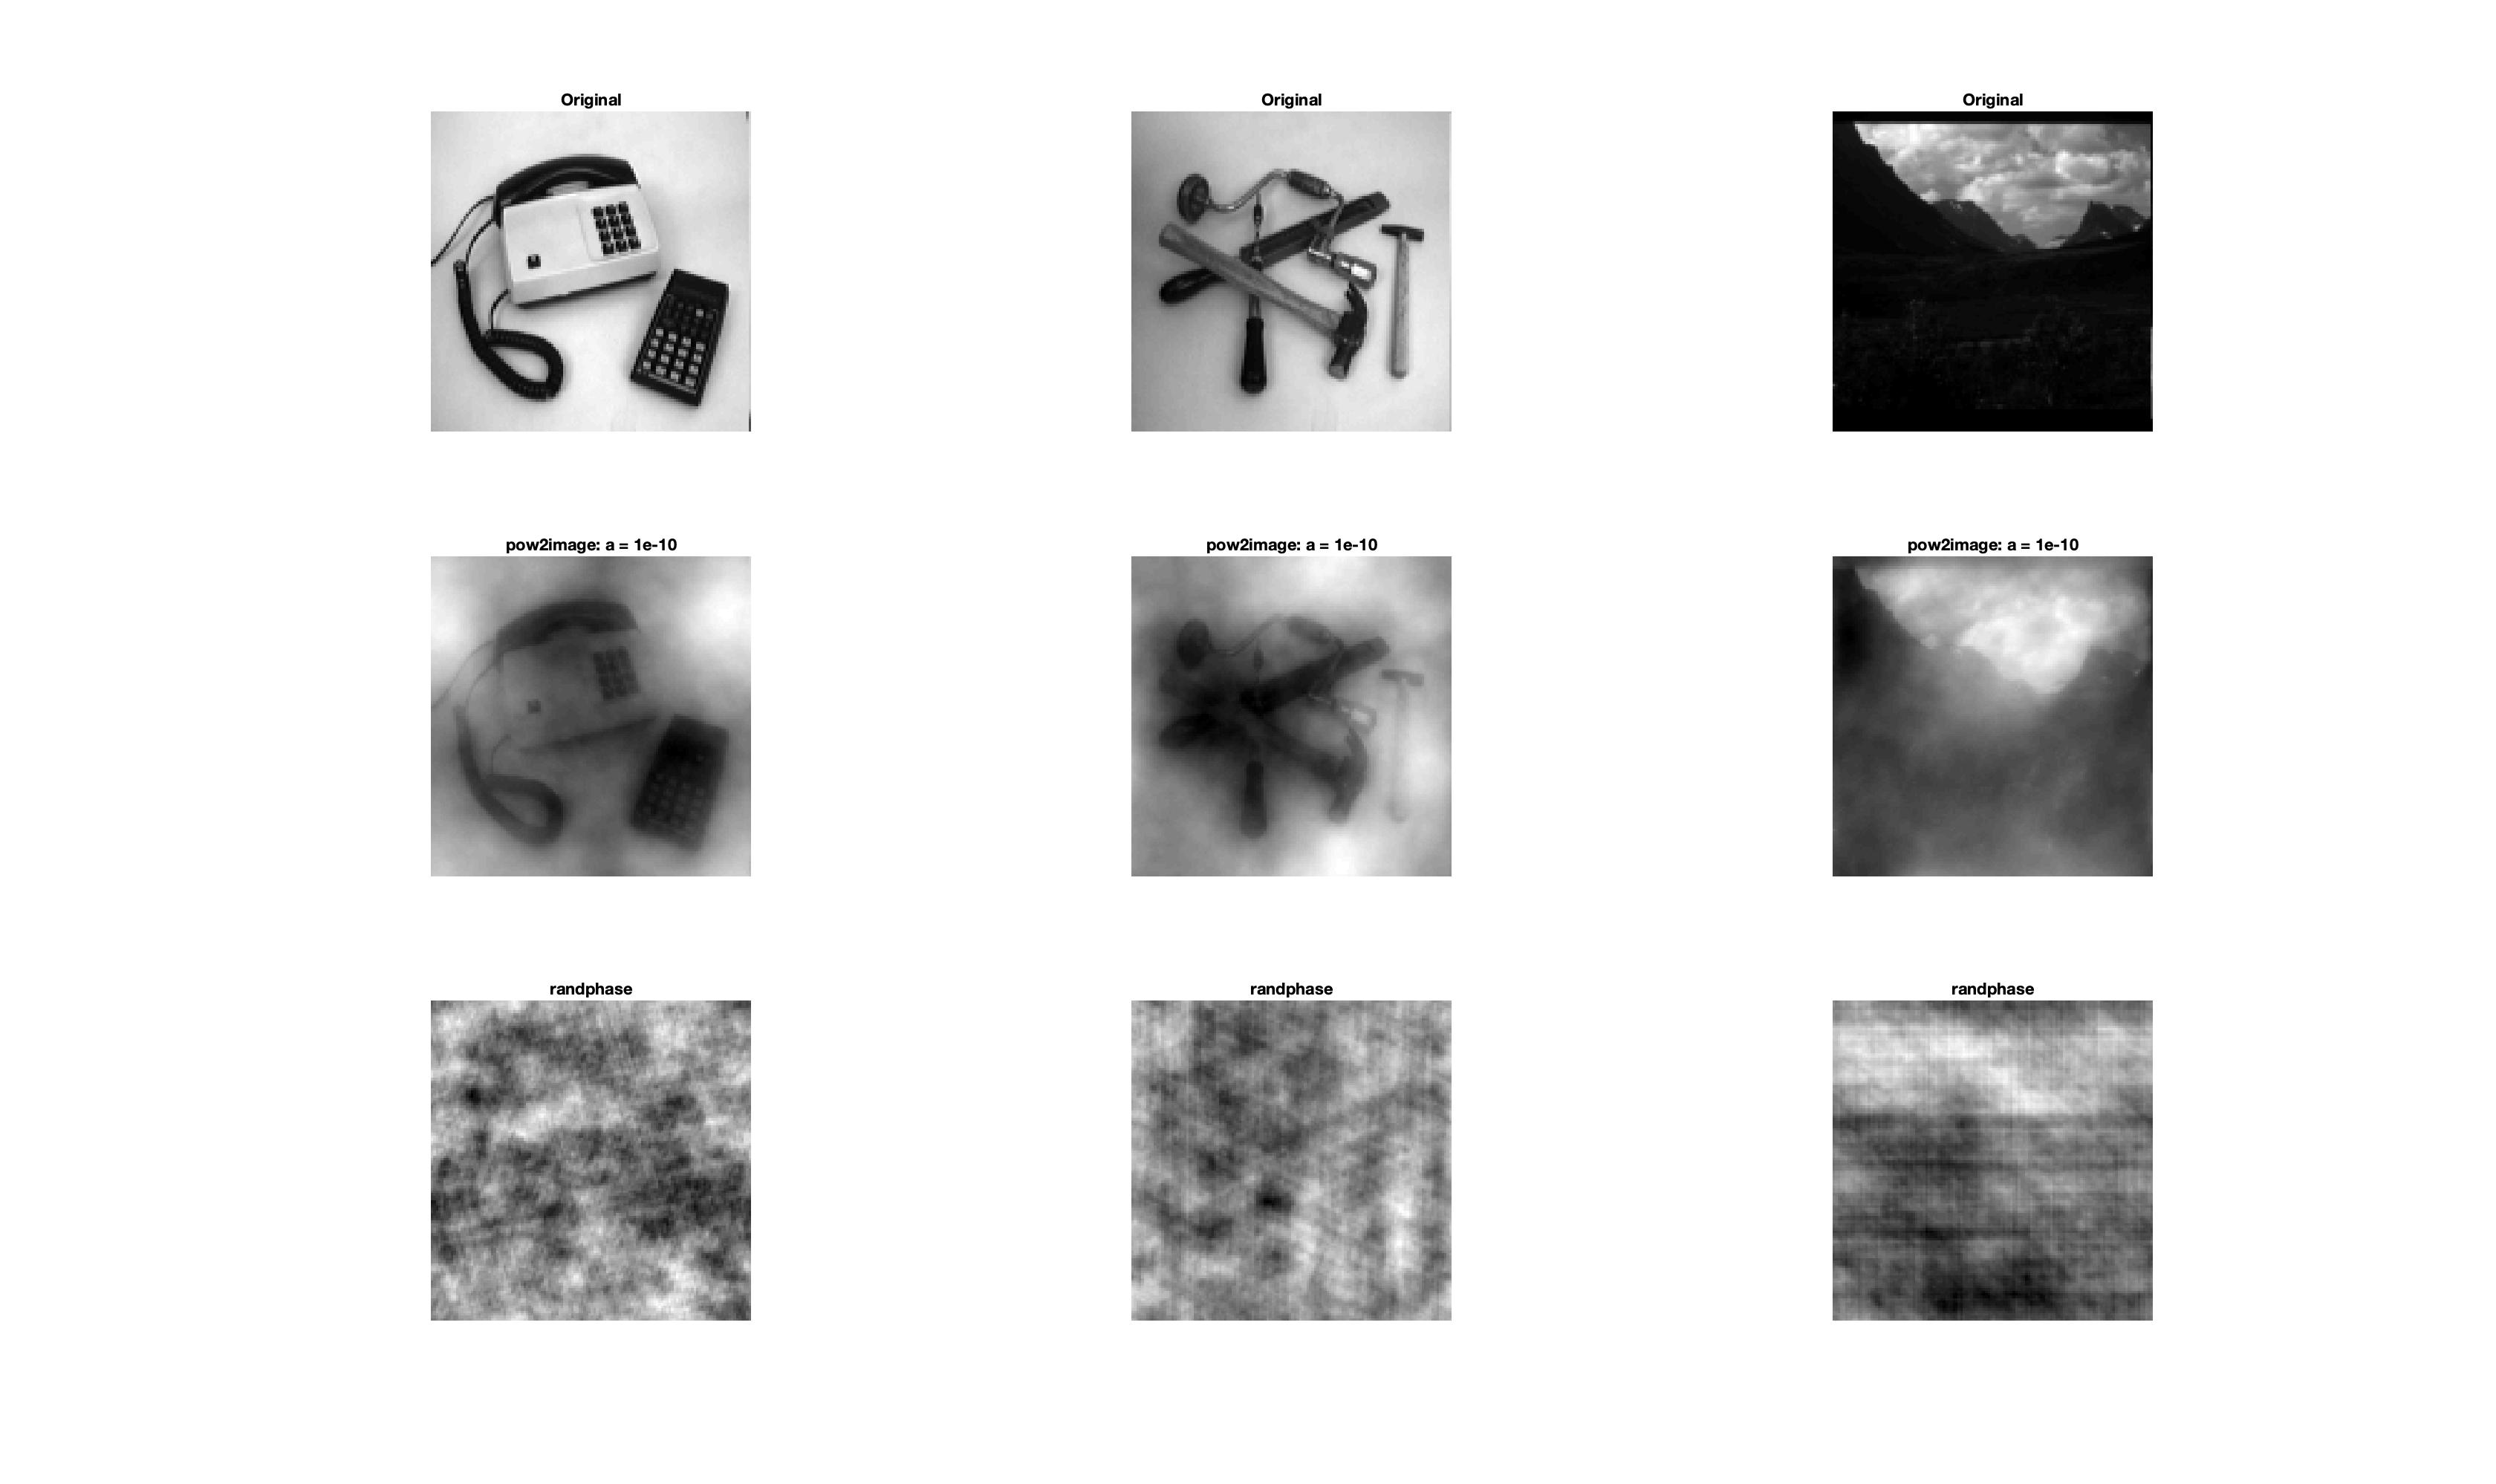 Original
Original
Original
pow2image: a = 1e-10
pow2image: a = 1e-10
pow2image: a = 1e-10
randphase
randphase
randphase